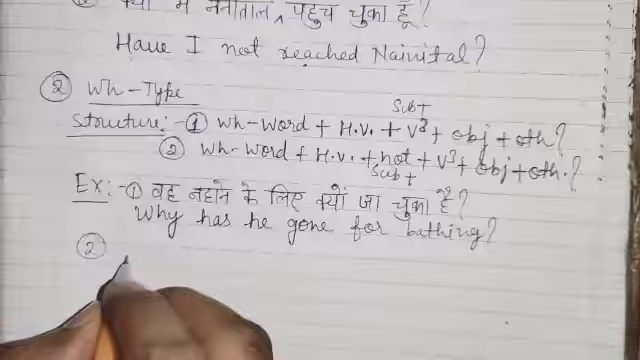 क्या मैं नैनीताल ^ पहुँच चुका हूँ?
Have I not reached Nainital?
② Wh-Type
Sub+
Structure:-① Wh-Word + H.V. + V³ + Obj + oth?
② Wh-Word + H.V. + not + V³ + Obj + oth.?
Sub+
Ex:-① वह नहाने के लिए क्यों जा चुका है?
Why has he gone for bathing?
②